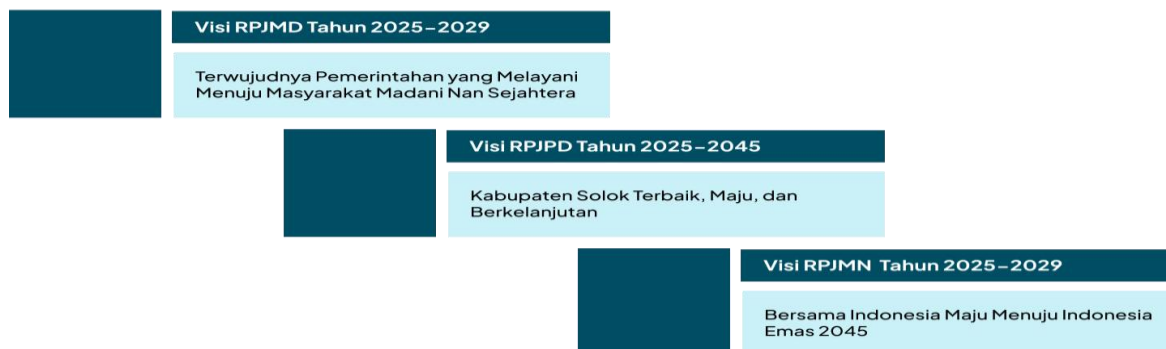 Visi RPJMD Tahun 2025–2029
Terwujudnya Pemerintahan yang Melayani
Menuju Masyarakat Madani Nan Sejahtera
Visi RPJPD Tahun 2025–2045
Kabupaten Solok Terbaik, Maju, dan
Berkelanjutan
Visi RPJMN Tahun 2025–2029
Bersama Indonesia Maju Menuju Indonesia
Emas 2045